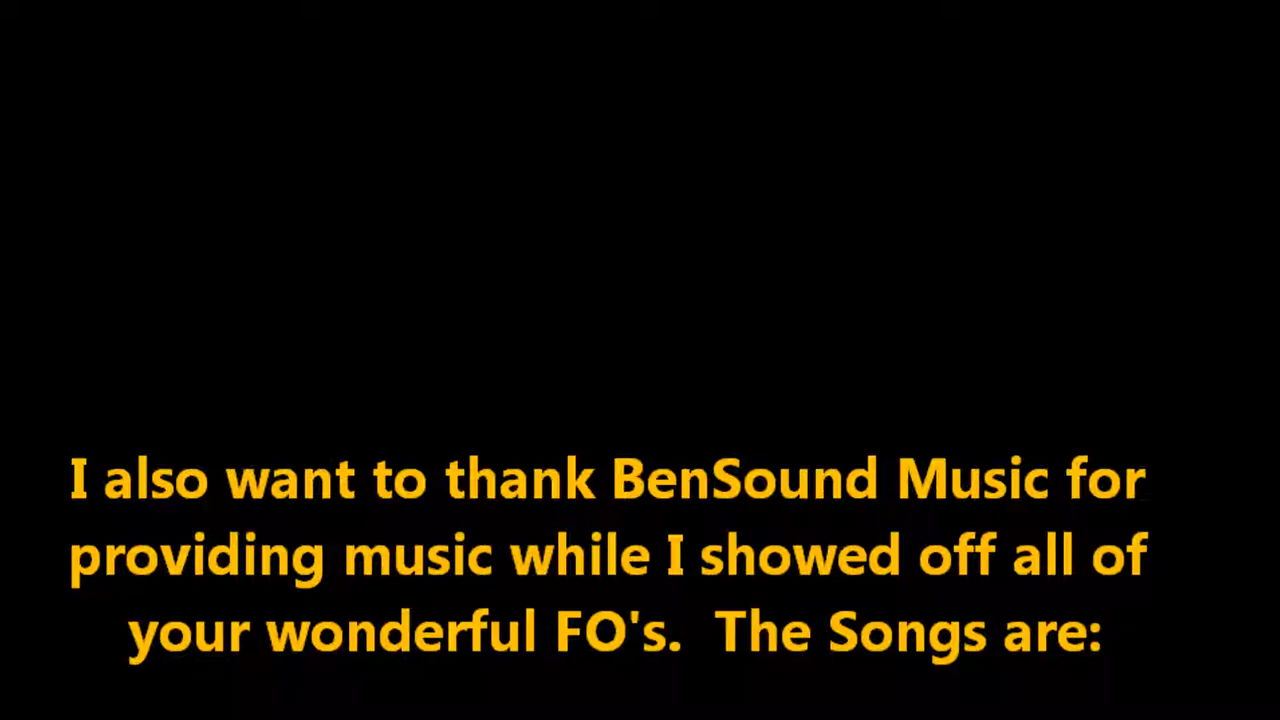 I also want to thank BenSound Music for
providing music while I showed off all of
your wonderful FO's.  The Songs are: